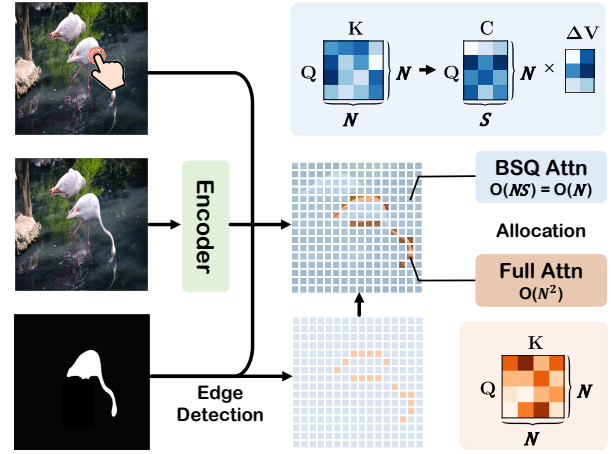 K
C
ΔV
Q
N
Q
N
×
N
S
Encoder
BSQ Attn
O(NS) = O(N)
Allocation
Full Attn
O(N²)
Edge
Detection
K
Q
N
N